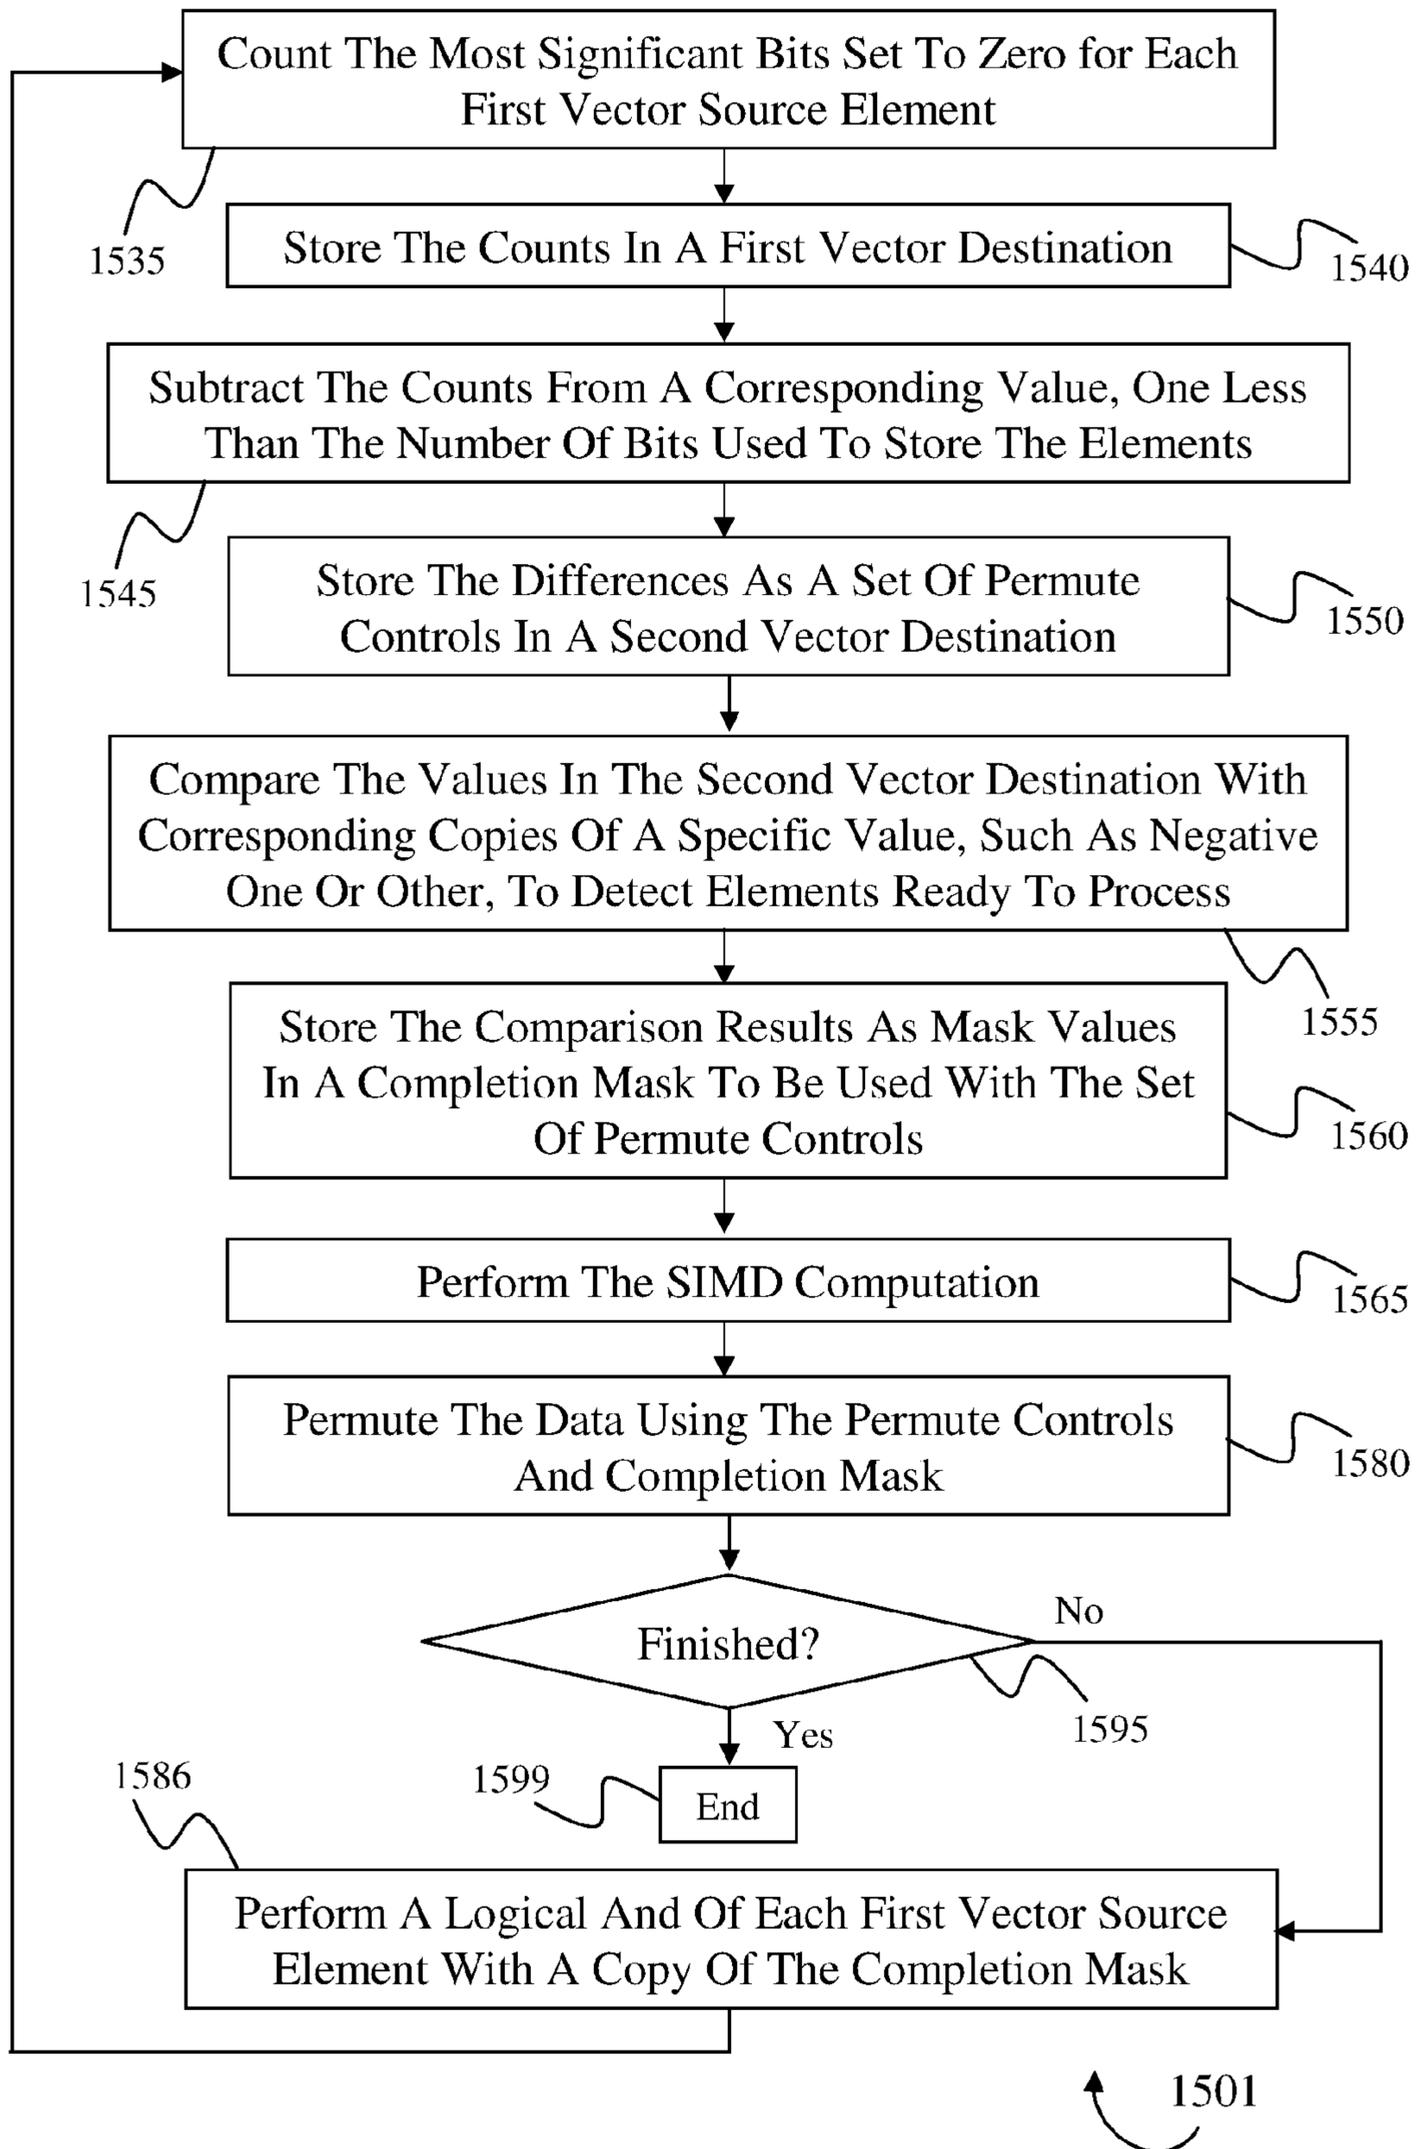 Count The Most Significant Bits Set To Zero for Each
First Vector Source Element
1535
Store The Counts In A First Vector Destination
1540
Subtract The Counts From A Corresponding Value, One Less
Than The Number Of Bits Used To Store The Elements
1545
Store The Differences As A Set Of Permute
Controls In A Second Vector Destination
1550
Compare The Values In The Second Vector Destination With
Corresponding Copies Of A Specific Value, Such As Negative
One Or Other, To Detect Elements Ready To Process
1555
Store The Comparison Results As Mask Values
In A Completion Mask To Be Used With The Set
Of Permute Controls
1560
Perform The SIMD Computation
1565
Permute The Data Using The Permute Controls
And Completion Mask
1580
Finished?
No
1595
Yes
1599
End
1586
Perform A Logical And Of Each First Vector Source
Element With A Copy Of The Completion Mask
1501